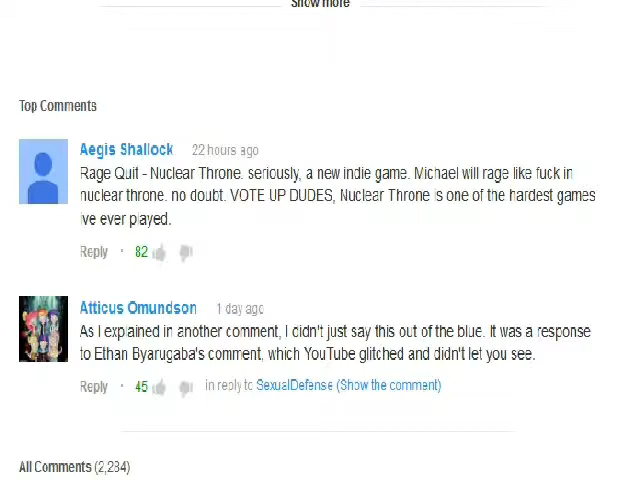 Show more
Top Comments
Aegis Shallock 22 hours ago
Rage Quit - Nuclear Throne. seriously, a new indie game. Michael will rage like fuck in
nuclear throne. no doubt. VOTE UP DUDES, Nuclear Throne is one of the hardest games
ive ever played.
Reply · 82
Atticus Omundson 1 day ago
As I explained in another comment, I didn't just say this out of the blue. It was a response
to Ethan Byarugaba's comment, which YouTube glitched and didn't let you see.
Reply · 45 in reply to SexualDefense (Show the comment)
All Comments (2,234)